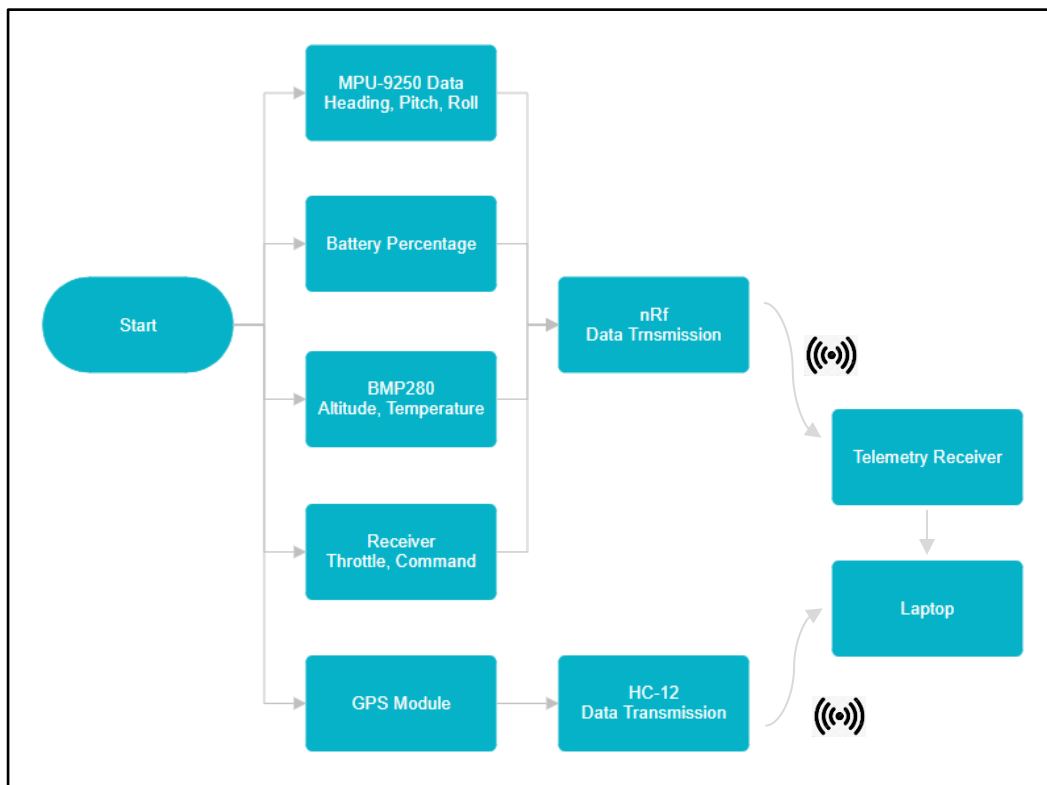 MPU-9250 Data
Heading, Pitch, Roll
Battery Percentage
Start
nRf
Data Trnsmission
BMP280
Altitude, Temperature
Telemetry Receiver
Receiver
Throttle, Command
Laptop
GPS Module
HC-12
Data Transmission